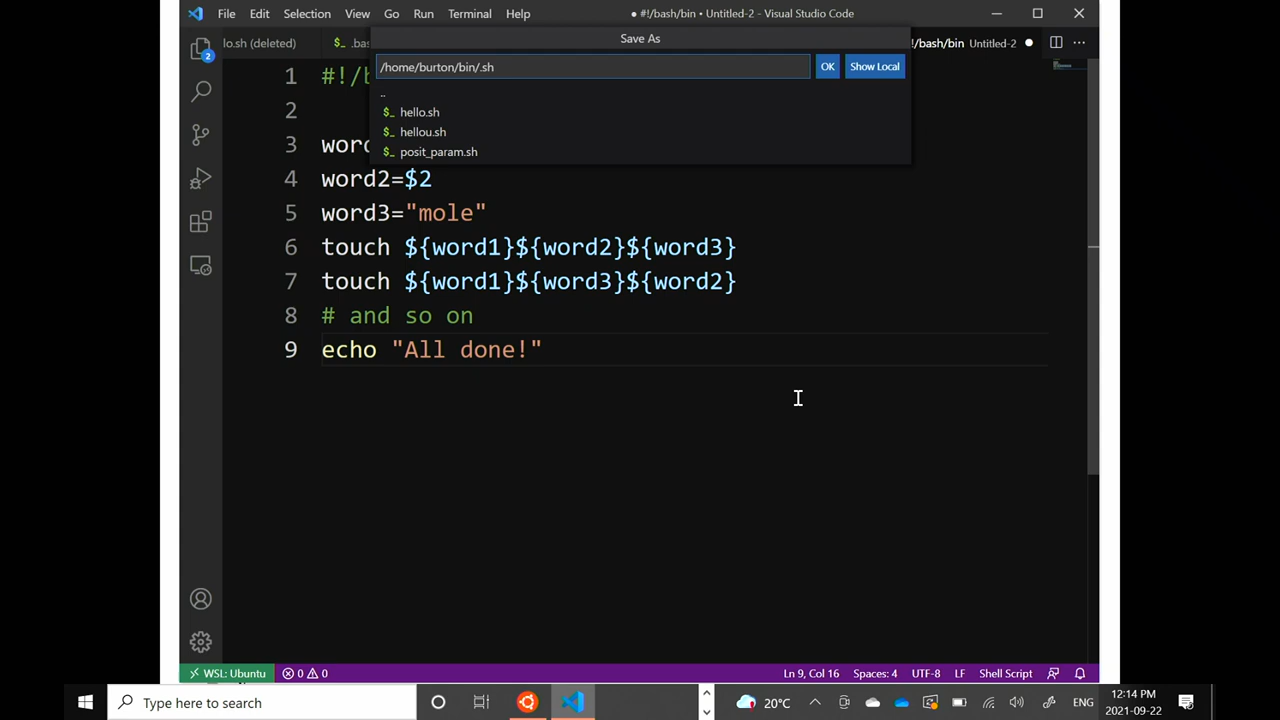 File Edit Selection View Go Run Terminal Help
#!/bash/bin • Untitled-2 - Visual Studio Code
Save As
lo.sh (deleted)
$_ .bas
!/bash/bin Untitled-2
/home/burton/bin/.sh
OK
Show Local
..
$_ hello.sh
$_ hellou.sh
$_ posit_param.sh
2
1 #!/b
2
3 word
4 word2=$2
5 word3="mole"
6 touch ${word1}${word2}${word3}
7 touch ${word1}${word3}${word2}
8 # and so on
9 echo "All done!"
WSL: Ubuntu 0 0
Ln 9, Col 16 Spaces: 4 UTF-8 LF Shell Script
Type here to search
20°C
ENG
12:14 PM
2021-09-22